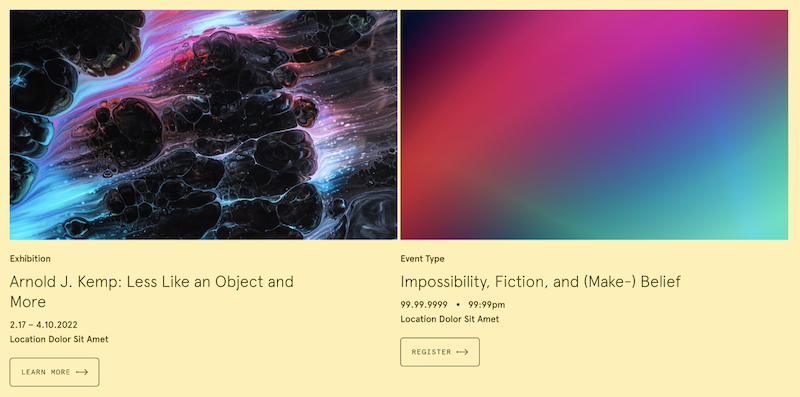 Exhibition
Arnold J. Kemp: Less Like an Object and
More
2.17 – 4.10.2022
Location Dolor Sit Amet
LEARN MORE
Event Type
Impossibility, Fiction, and (Make-) Belief
99.99.9999 • 99:99pm
Location Dolor Sit Amet
REGISTER